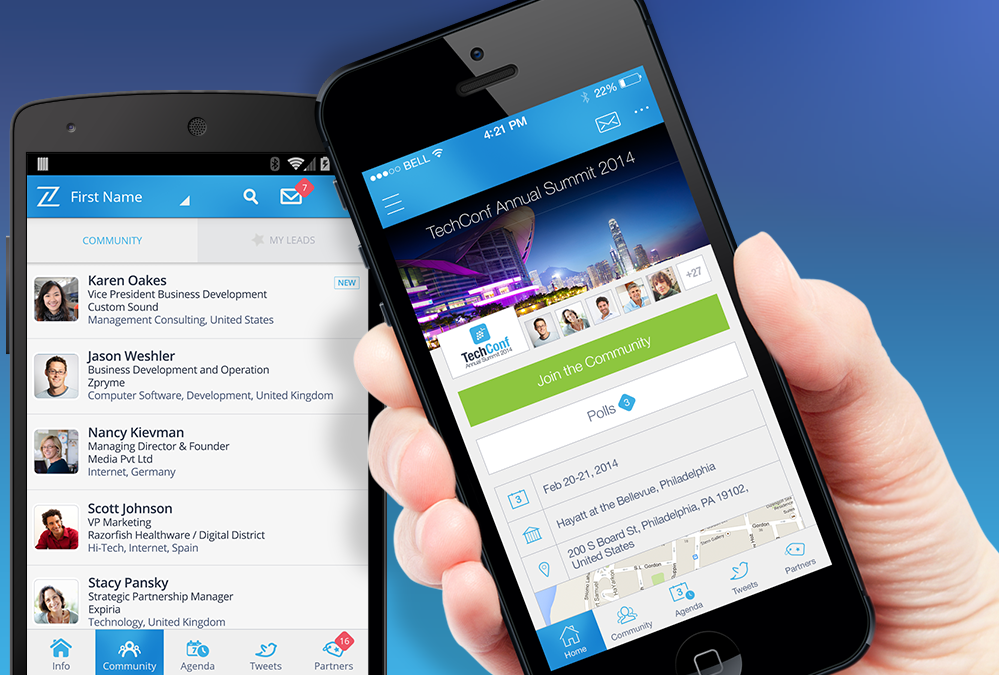 First Name
7
COMMUNITY
MY LEADS
Karen Oakes
NEW
Vice President Business Development
Custom Sound
Management Consulting, United States
Jason Weshler
Business Development and Operation
Zpryme
Computer Software, Development, United Kingdom
Nancy Kievman
Managing Director & Founder
Media Pvt Ltd
Internet, Germany
Scott Johnson
VP Marketing
Razorfish Healthware / Digital District
Hi-Tech, Internet, Spain
Stacy Pansky
Strategic Partnership Manager
Expiria
Technology, United Kingdom
7
16
Info
Community
Agenda
Tweets
Partners
BELL
4:21 PM
22%
TechConf Annual Summit 2014
TechConf
Annual Summit 2014
+27
Join the Community
Polls
3
3
Feb 20-21, 2014
Hayatt at the Bellevue, Philadelphia
200 S Board St, Philadelphia, PA 19102,
United States
S L Gordon
Gordon
Home
Community
3
Agenda
Tweets
Partners